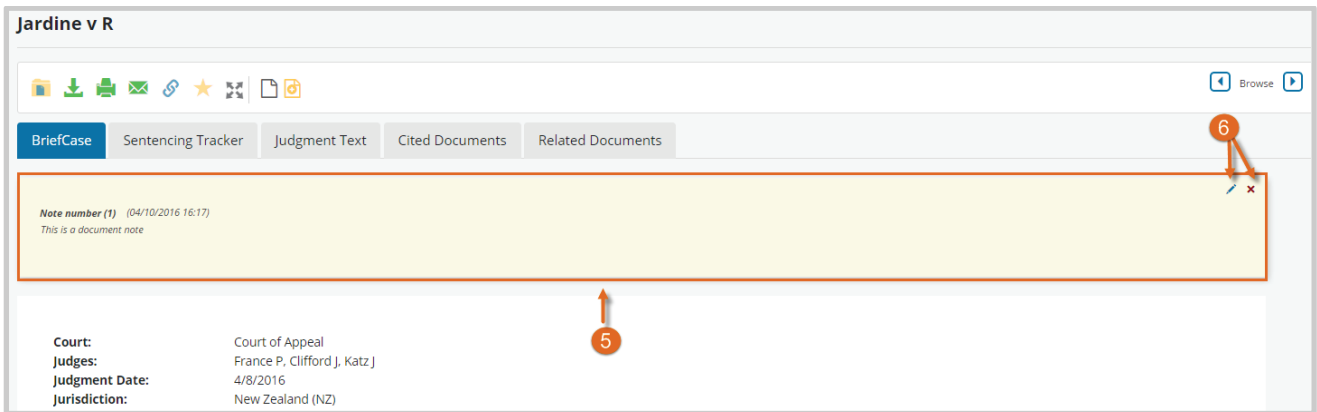 Jardine v R
Browse
BriefCase Sentencing Tracker Judgment Text Cited Documents Related Documents
6
Note number (1) (04/10/2016 16:17)
This is a document note
5
Court: Court of Appeal
Judges: France P, Clifford J, Katz J
Judgment Date: 4/8/2016
Jurisdiction: New Zealand (NZ)